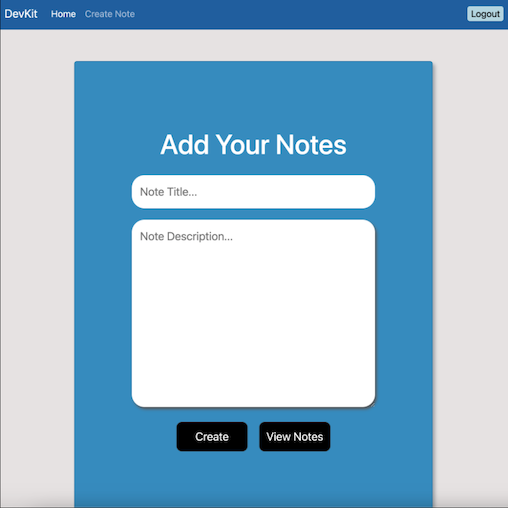 DevKit Home Create Note Logout
Add Your Notes
Note Title...
Note Description...
Create View Notes